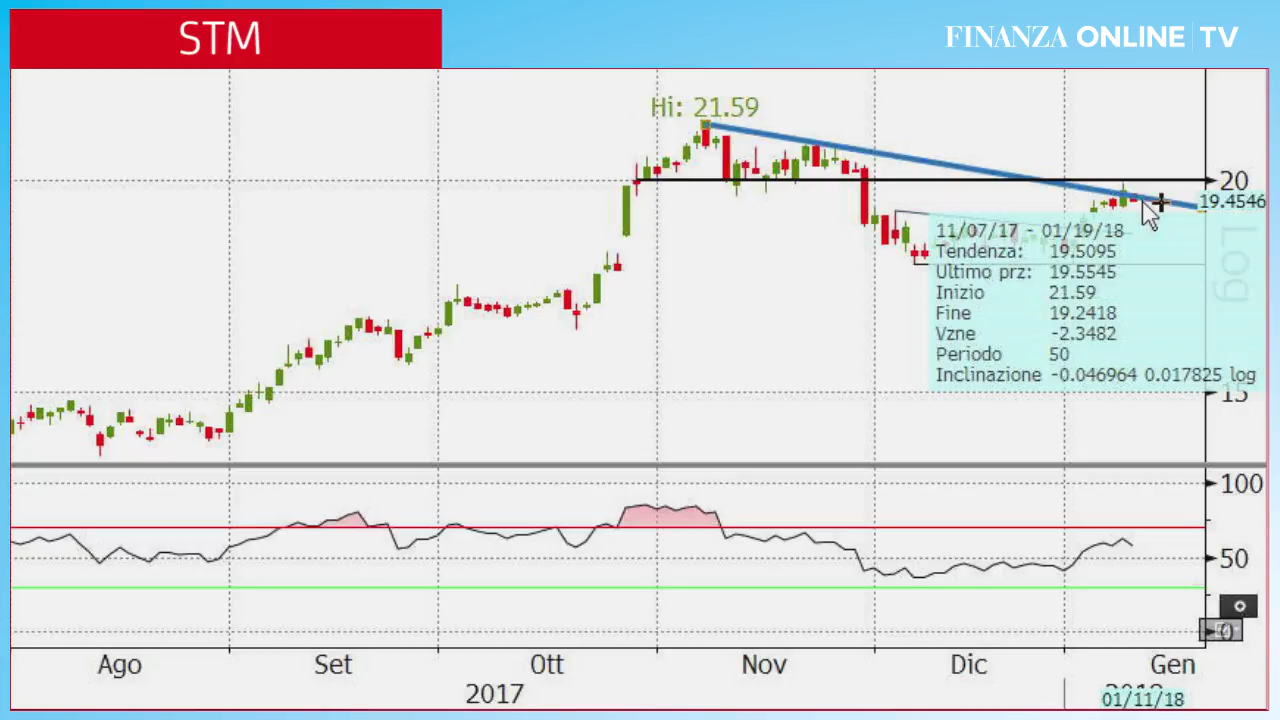 STM
FINANZA ONLINE TV
Hi: 21.59
20
19.4546
Log
11/07/17 - 01/19/18
Tendenza: 19.5095
Ultimo prz: 19.5545
Inizio 21.59
Fine 19.2418
Vzne -2.3482
Periodo 50
Inclinazione -0.046964 0.017825 log
15
100
50
0
Ago Set Ott Nov Dic Gen
2017 2018
01/11/18